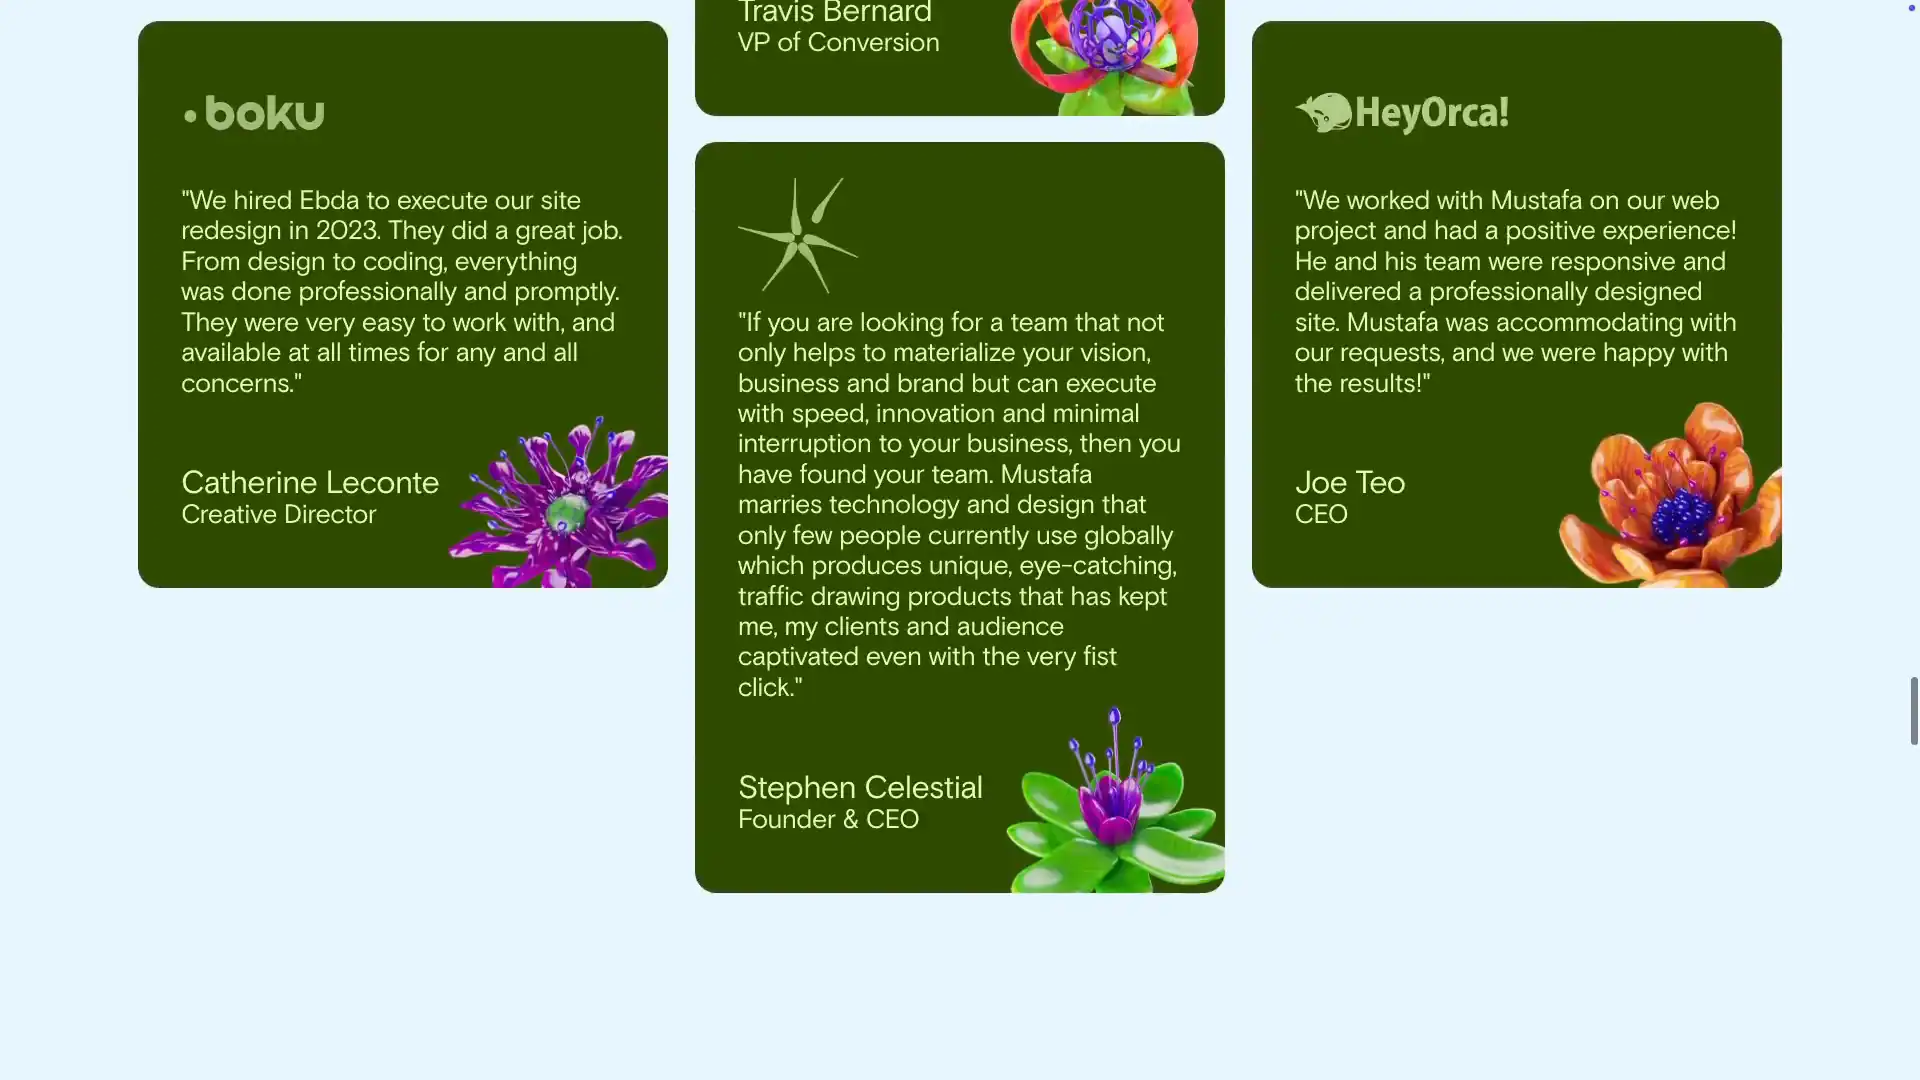 boku
"We hired Ebda to execute our site
redesign in 2023. They did a great job.
From design to coding, everything
was done professionally and promptly.
They were very easy to work with, and
available at all times for any and all
concerns."
Catherine Leconte
Creative Director
Travis Bernard
VP of Conversion
"If you are looking for a team that not
only helps to materialize your vision,
business and brand but can execute
with speed, innovation and minimal
interruption to your business, then you
have found your team. Mustafa
marries technology and design that
only few people currently use globally
which produces unique, eye-catching,
traffic drawing products that has kept
me, my clients and audience
captivated even with the very fist
click."
Stephen Celestial
Founder & CEO
HeyOrca!
"We worked with Mustafa on our web
project and had a positive experience!
He and his team were responsive and
delivered a professionally designed
site. Mustafa was accommodating with
our requests, and we were happy with
the results!"
Joe Teo
CEO